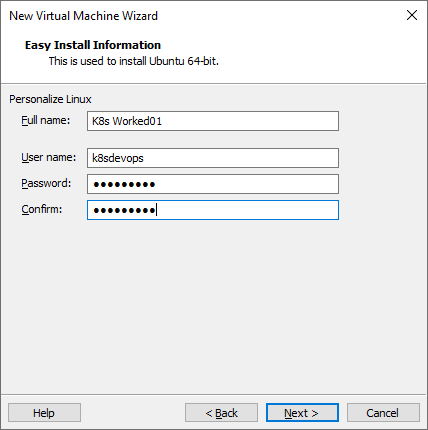 New Virtual Machine Wizard
Easy Install Information
This is used to install Ubuntu 64-bit.
Personalize Linux
Full name: K8s Worked01
User name: k8sdevops
Password: ●●●●●●●●●
Confirm: ●●●●●●●●●
Help < Back Next > Cancel